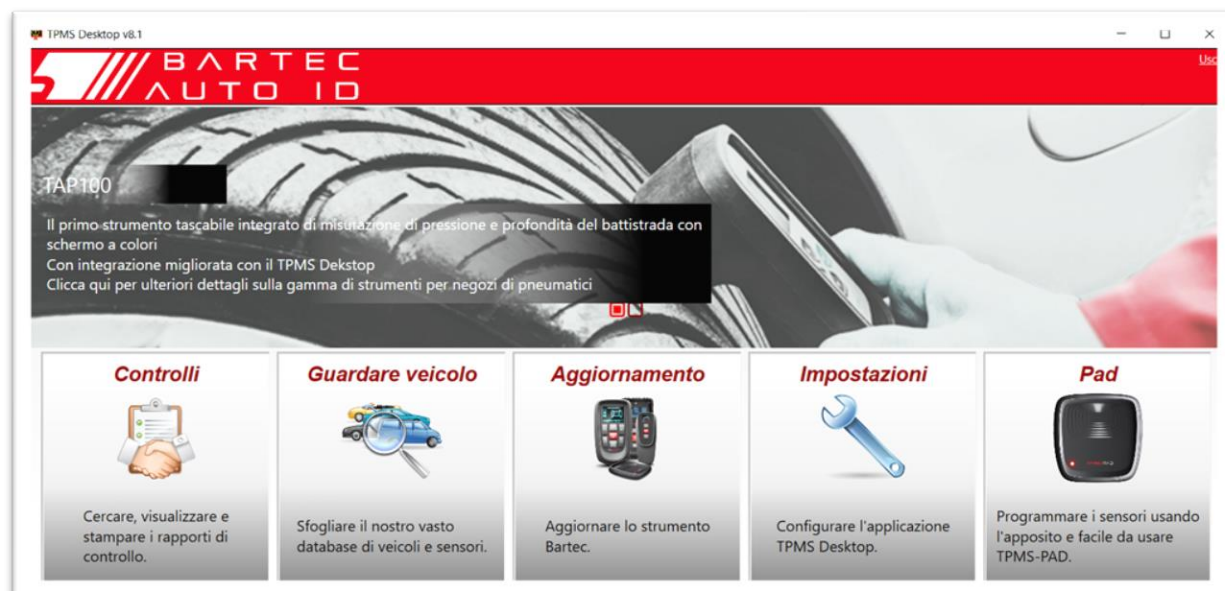 TPMS Desktop v8.1
BARTEC
AUTO ID
TAP100
Il primo strumento tascabile integrato di misurazione di pressione e profondità del battistrada con
schermo a colori
Con integrazione migliorata con il TPMS Dekstop
Clicca qui per ulteriori dettagli sulla gamma di strumenti per negozi di pneumatici
Controlli
Cercare, visualizzare e
stampare i rapporti di
controllo.
Guardare veicolo
Sfogliare il nostro vasto
database di veicoli e sensori.
Aggiornamento
Aggiornare lo strumento
Bartec.
Impostazioni
Configurare l'applicazione
TPMS Desktop.
Pad
Programmare i sensori usando
l'apposito e facile da usare
TPMS-PAD.